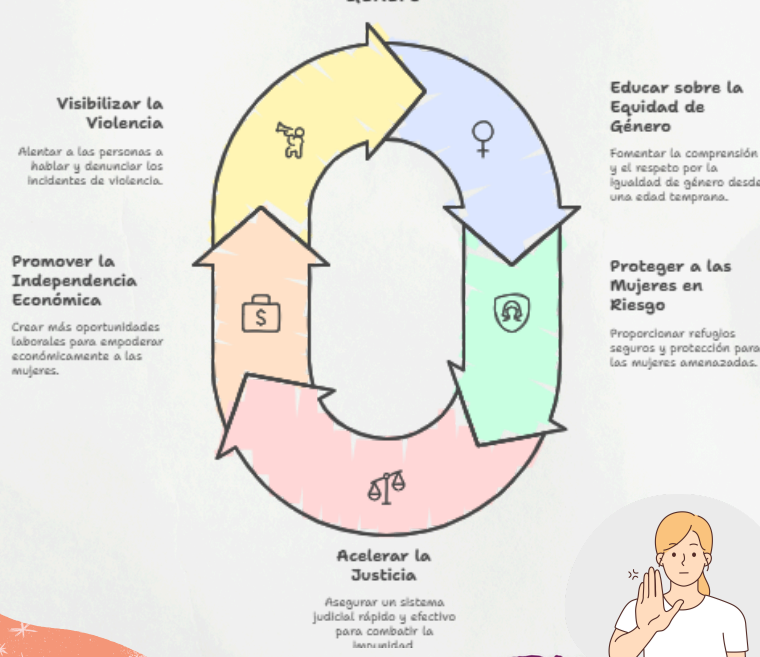 Género
Visibilizar la
Violencia
Alentar a las personas a
hablar y denunciar los
incidentes de violencia.
Educar sobre la
Equidad de
Género
Fomentar la comprensión
y el respeto por la
igualdad de género desde
una edad temprana.
Promover la
Independencia
Económica
Crear más oportunidades
laborales para empoderar
económicamente a las
mujeres.
$
Proteger a las
Mujeres en
Riesgo
Proporcionar refugios
seguros y protección para
las mujeres amenazadas.
Acelerar la
Justicia
Asegurar un sistema
judicial rápido y efectivo
para combatir la
impunidad